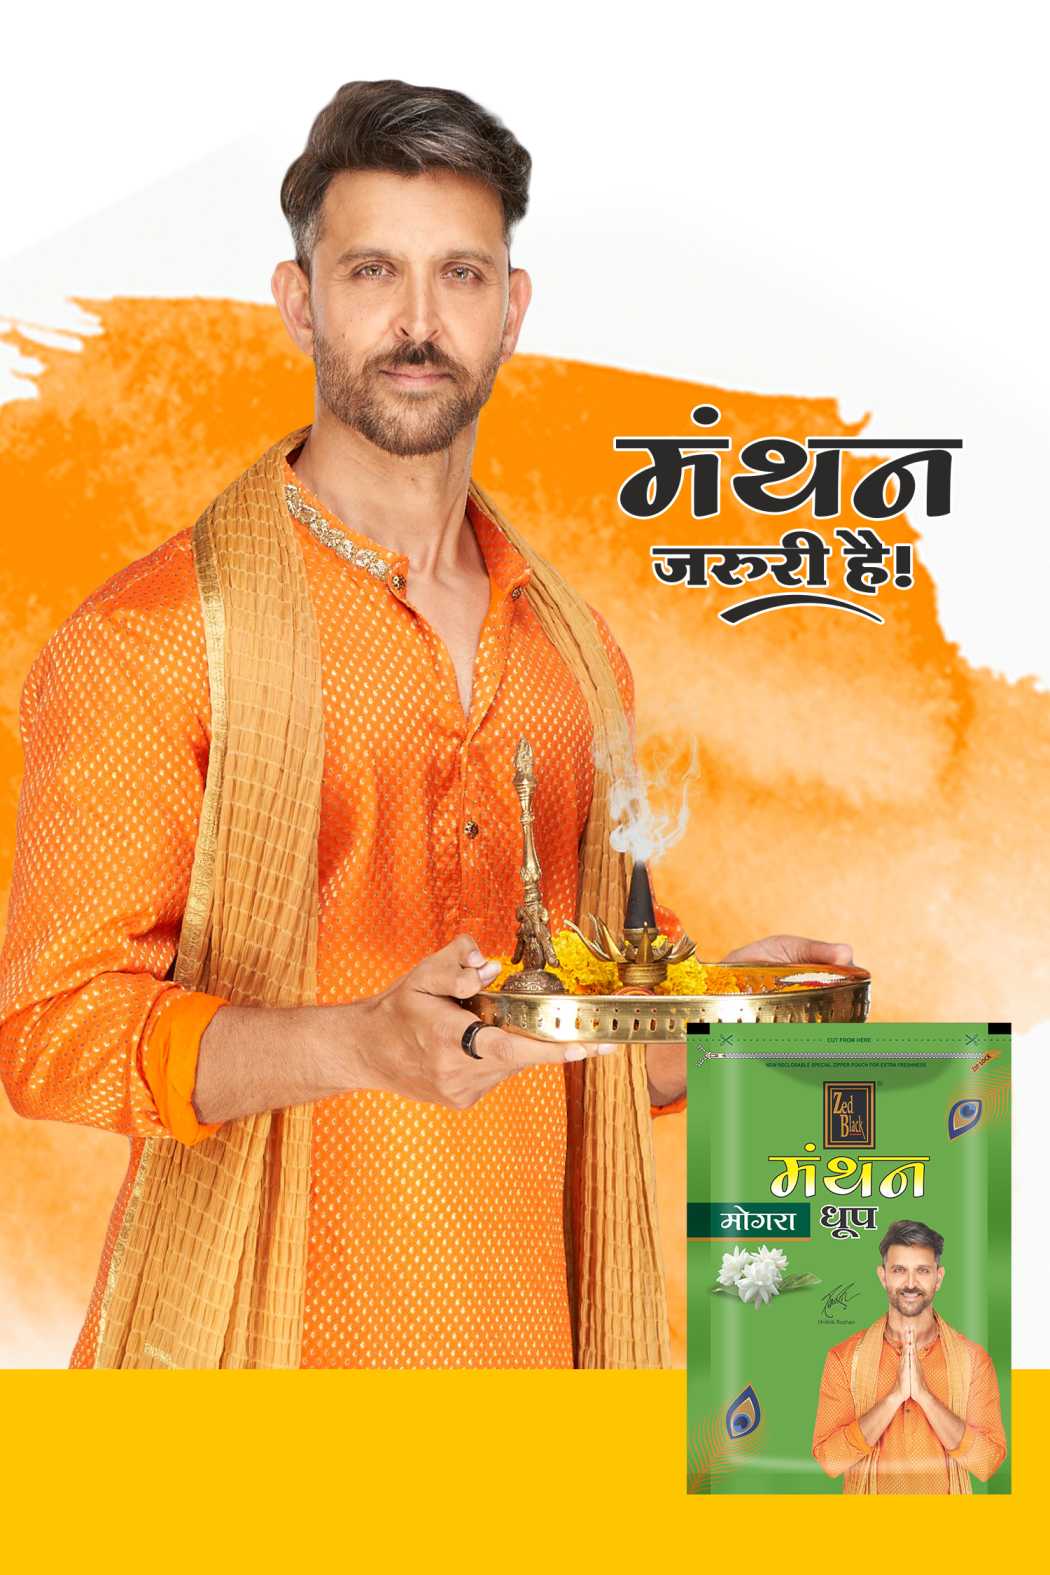 मंथन
जरुरी है!
CUT FROM HERE
NEW RECLOSABLE SPECIAL ZIPPER POUCH FOR EXTRA FRESHNESS
ZIP LOCK
Zed
Black
®
मंथन
मोगरा धूप
Hrithik Roshan